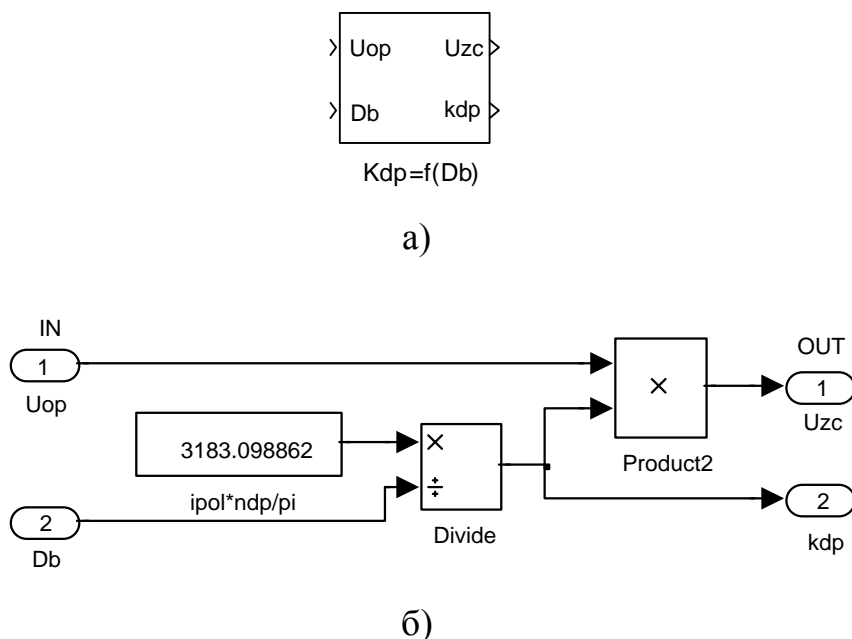 Uop Uzc
Db kdp
Kdp=f(Db)
а)
IN
1
Uop
OUT
1
Uzc
×
Product2
3183.098862
ipol*ndp/pi
×
÷
Divide
2
Db
2
kdp
б)